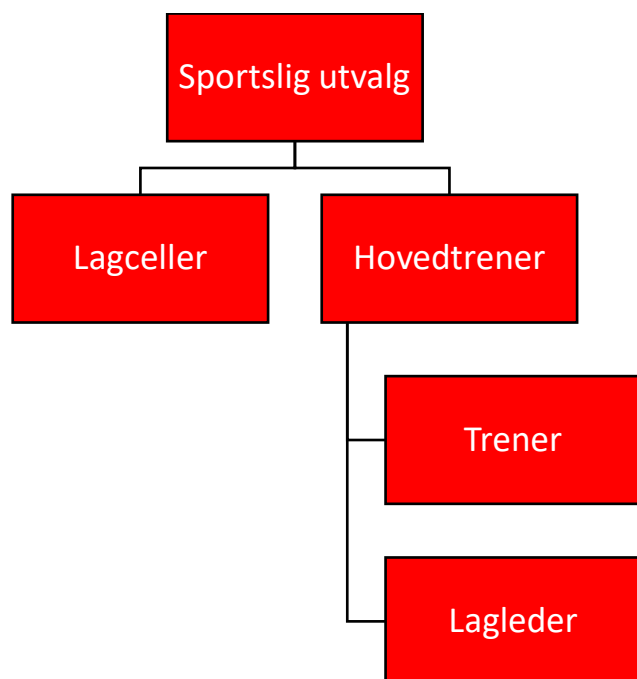 Sportslig utvalg
Lagceller
Hovedtrener
Trener
Lagleder